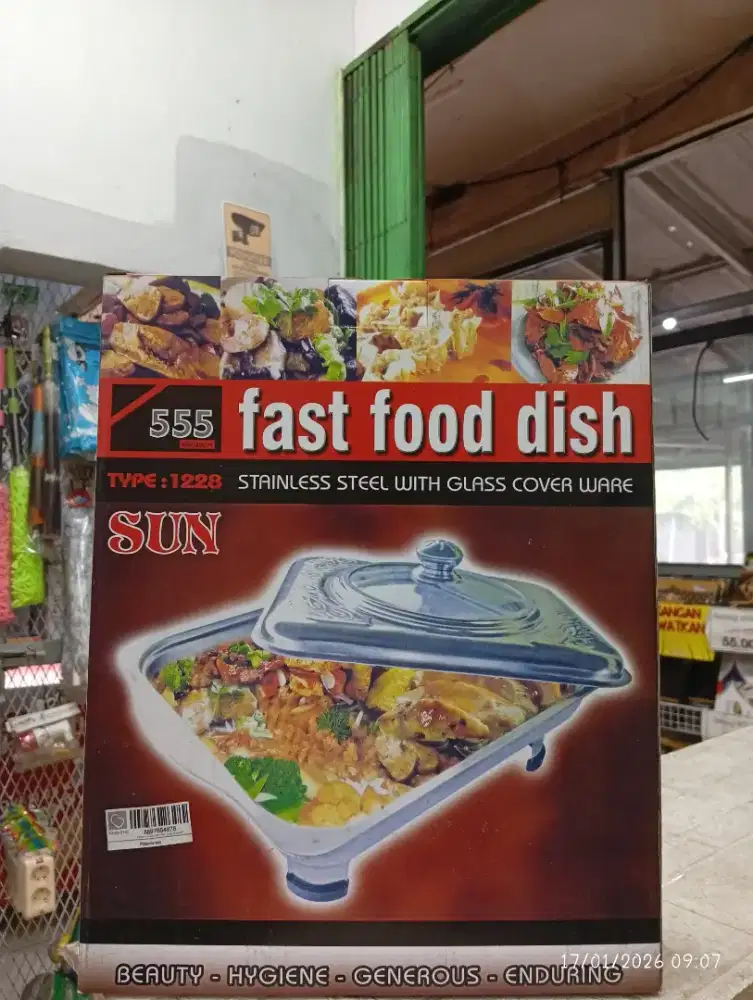 555
fast food dish
TYPE : 1228
STAINLESS STEEL WITH GLASS COVER WARE
SUN
BEAUTY - HYGIENE - GENEROUS - ENDURING
17/01/2026 09:07